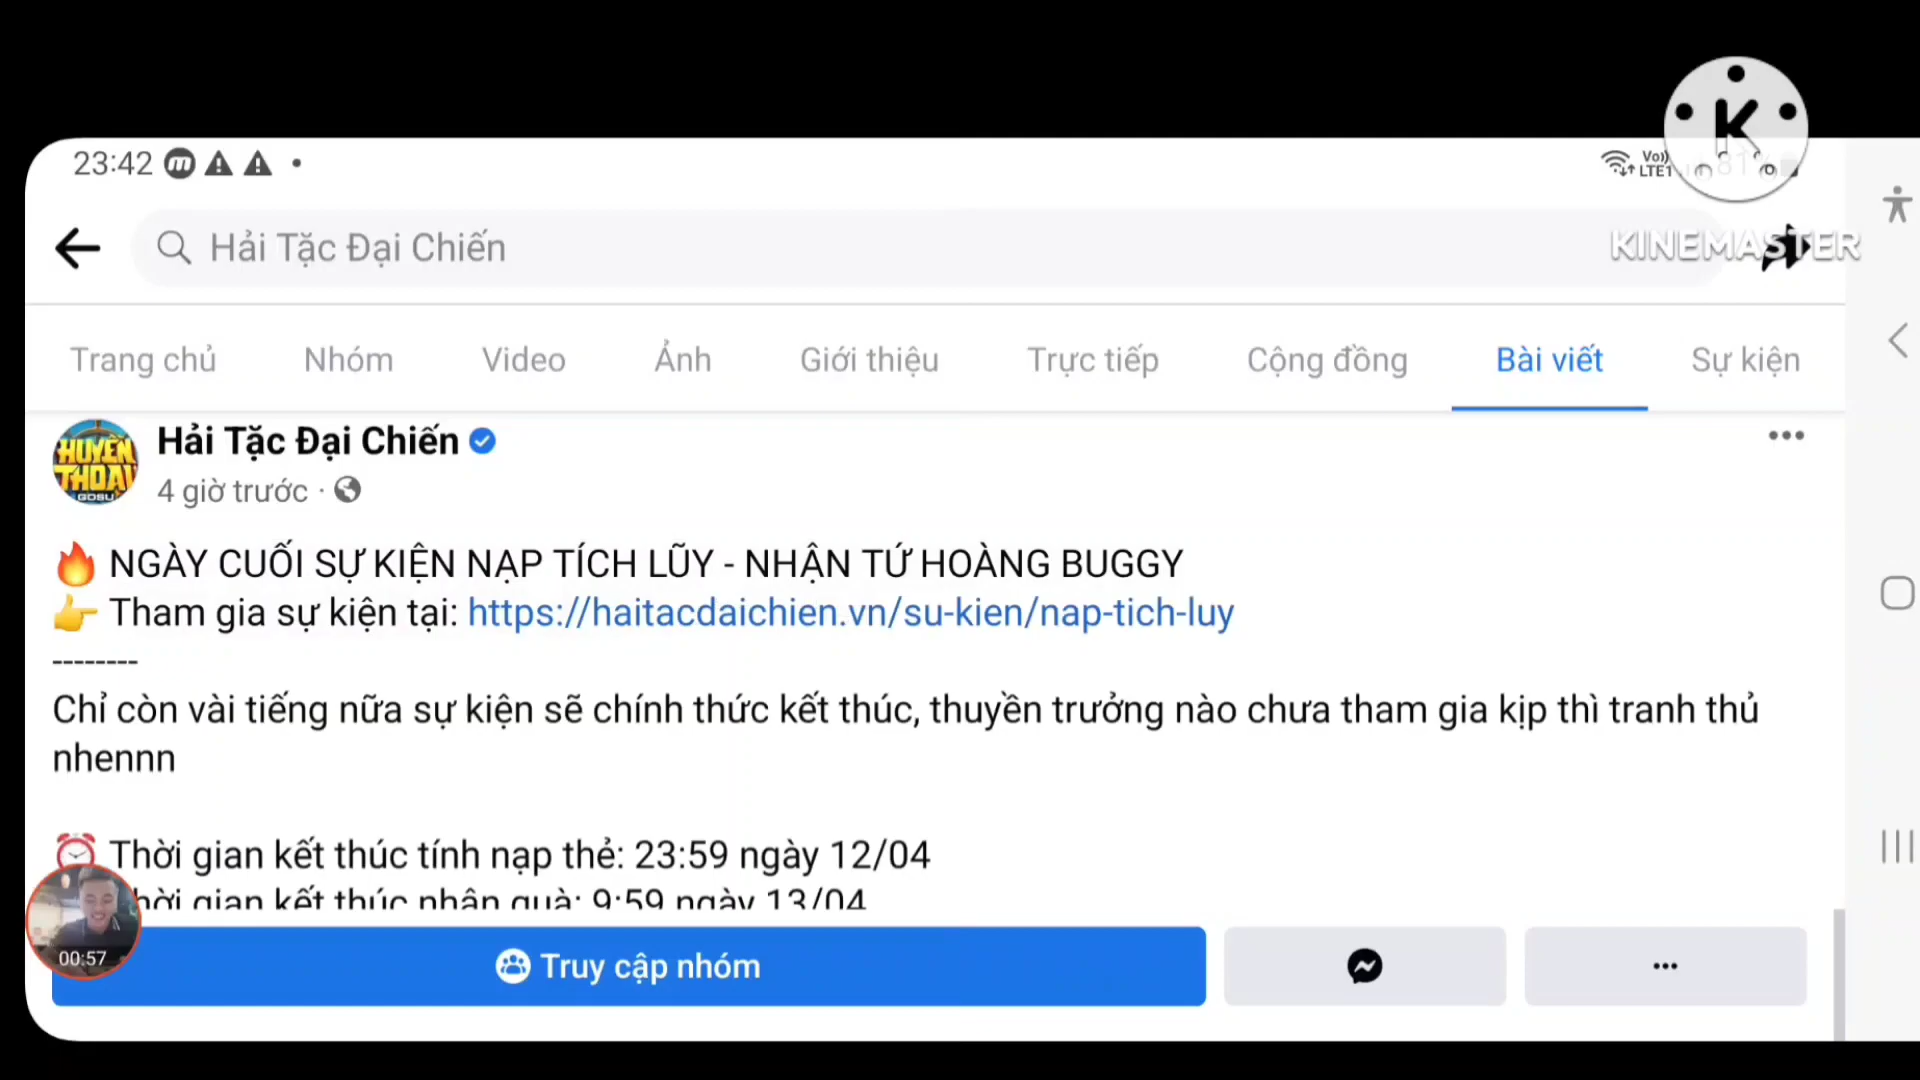 23:42
Vo))
LTE1
81%
K
KINEMASTER
Hải Tặc Đại Chiến
Trang chủ
Nhóm
Video
Ảnh
Giới thiệu
Trực tiếp
Cộng đồng
Bài viết
Sự kiện
HUYỀN
THOẠI
GOSU
Hải Tặc Đại Chiến
4 giờ trước ·
🔥 NGÀY CUỐI SỰ KIỆN NẠP TÍCH LŨY - NHẬN TỨ HOÀNG BUGGY
👉 Tham gia sự kiện tại: https://haitacdaichien.vn/su-kien/nap-tich-luy
--------
Chỉ còn vài tiếng nữa sự kiện sẽ chính thức kết thúc, thuyền trưởng nào chưa tham gia kịp thì tranh thủ
nhennn
⏰ Thời gian kết thúc tính nạp thẻ: 23:59 ngày 12/04
hời gian kết thúc nhận quà: 9:59 ngày 13/04
00:57
Truy cập nhóm